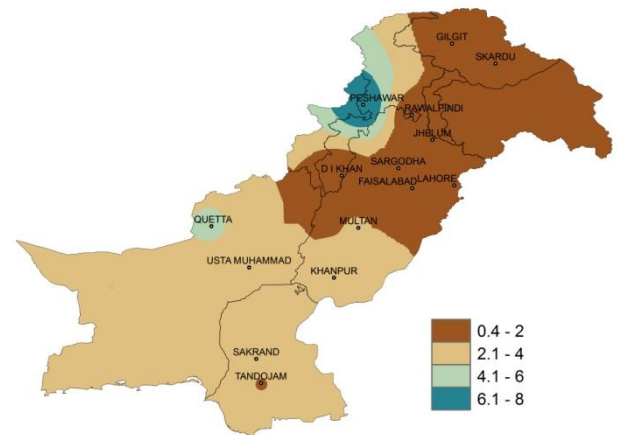 GILGIT
SKARDU
PESHAWAR
RAWALPINDI
JHELUM
SARGODHA
D I KHAN
FAISALABAD
LAHORE
QUETTA
MULTAN
USTA MUHAMMAD
KHANPUR
SAKRAND
TANDOJAM
0.4 - 2
2.1 - 4
4.1 - 6
6.1 - 8